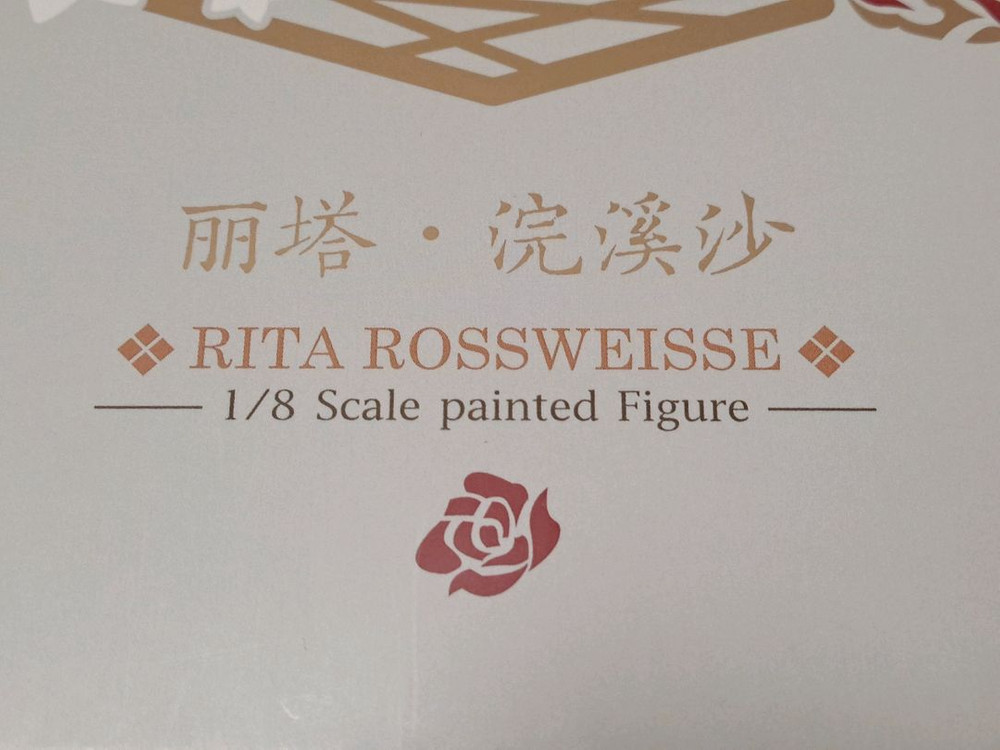 丽塔·浣溪沙
RITA ROSSWEISSE
1/8 Scale painted Figure